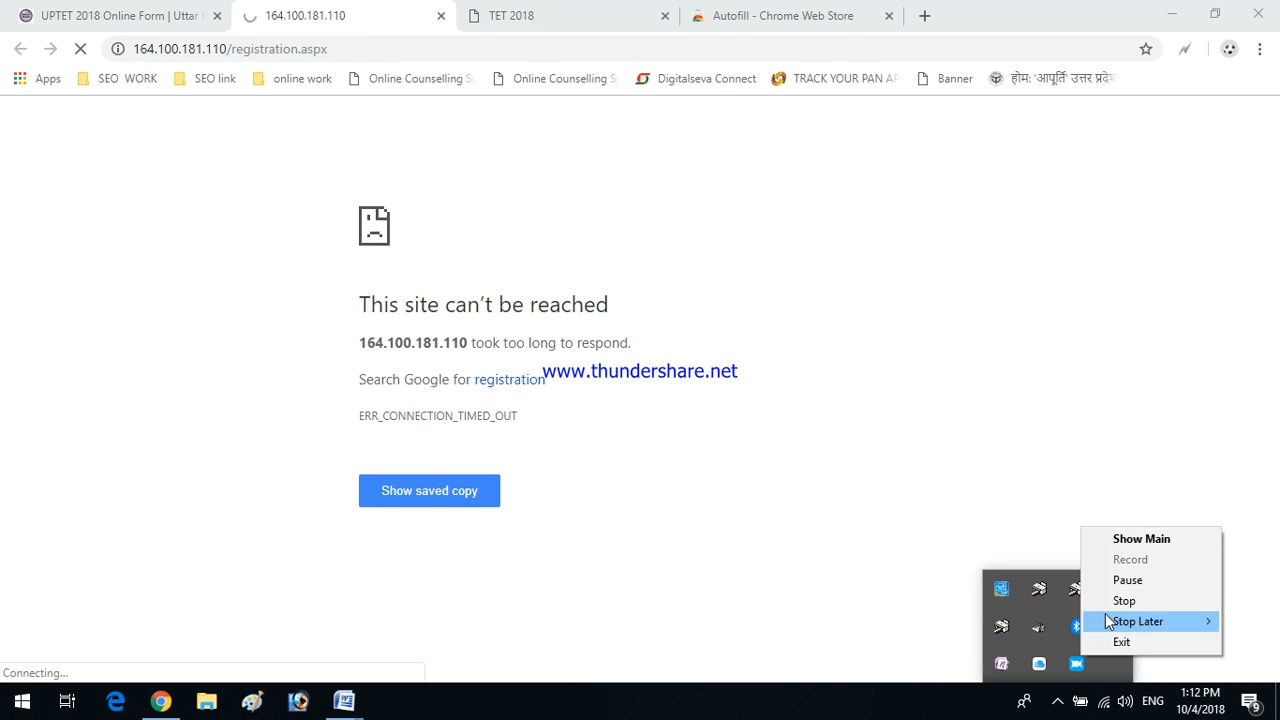 UPTET 2018 Online Form | Uttar
164.100.181.110
TET 2018
Autofill - Chrome Web Store
164.100.181.110/registration.aspx
Apps
SEO WORK
SEO link
online work
Online Counselling S
Online Counselling Sy
Digitalseva Connect
TRACK YOUR PAN AP
Banner
होम: 'आपूर्ति' उत्तर प्रदेश
This site can't be reached
164.100.181.110 took too long to respond.
www.thundershare.net
Search Google for registration
ERR_CONNECTION_TIMED_OUT
Show saved copy
Show Main
Record
Pause
Stop
Stop Later
Exit
Connecting...
ENG
1:12 PM
10/4/2018
9